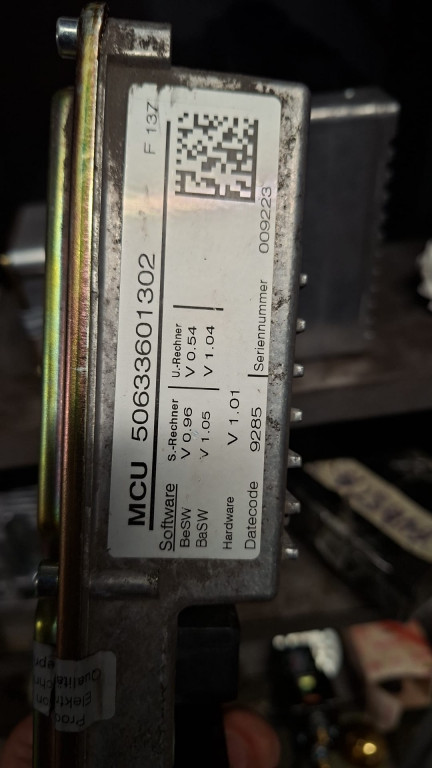 MCU 50633601302 F 137
Software S.-Rechner U.-Rechner
BeSW V 0.96 V 0.54
BaSW V 1.05 V 1.04
Hardware V 1.01
Datecode 9285 Seriennummer 009223